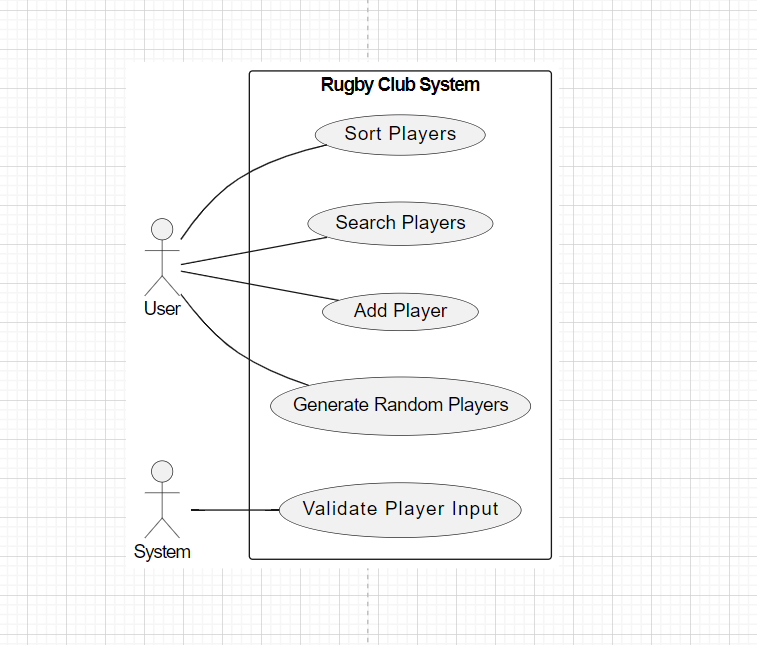 Rugby Club System
Sort Players
Search Players
User
Add Player
Generate Random Players
Validate Player Input
System